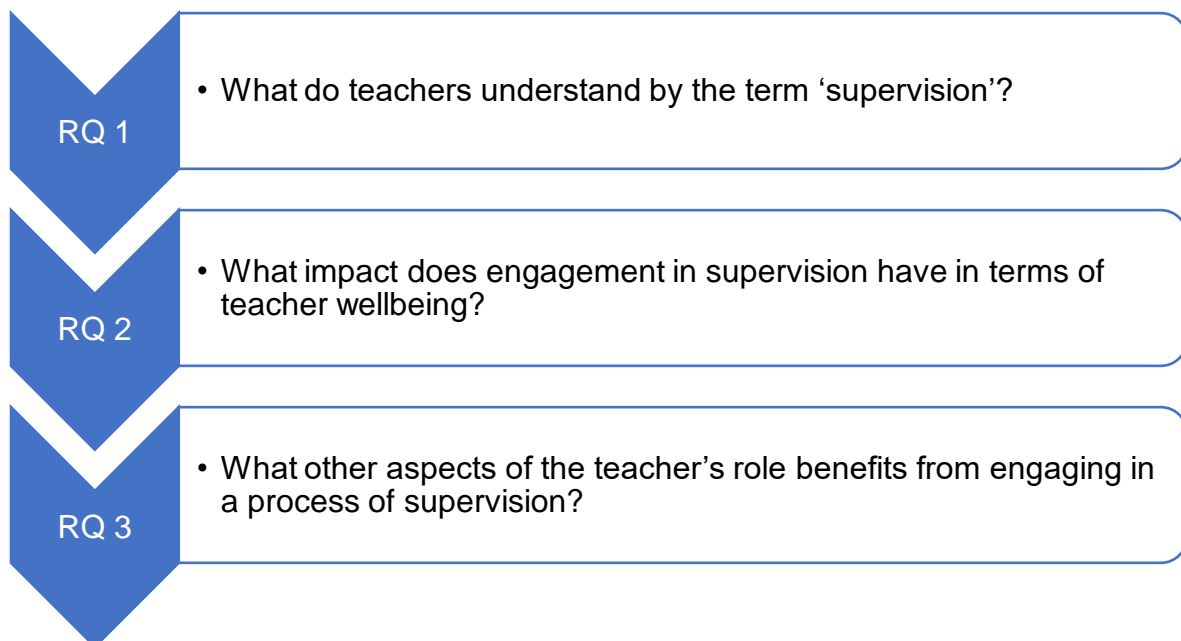 RQ 1
• What do teachers understand by the term ‘supervision’?
RQ 2
• What impact does engagement in supervision have in terms of
teacher wellbeing?
RQ 3
• What other aspects of the teacher’s role benefits from engaging in
a process of supervision?